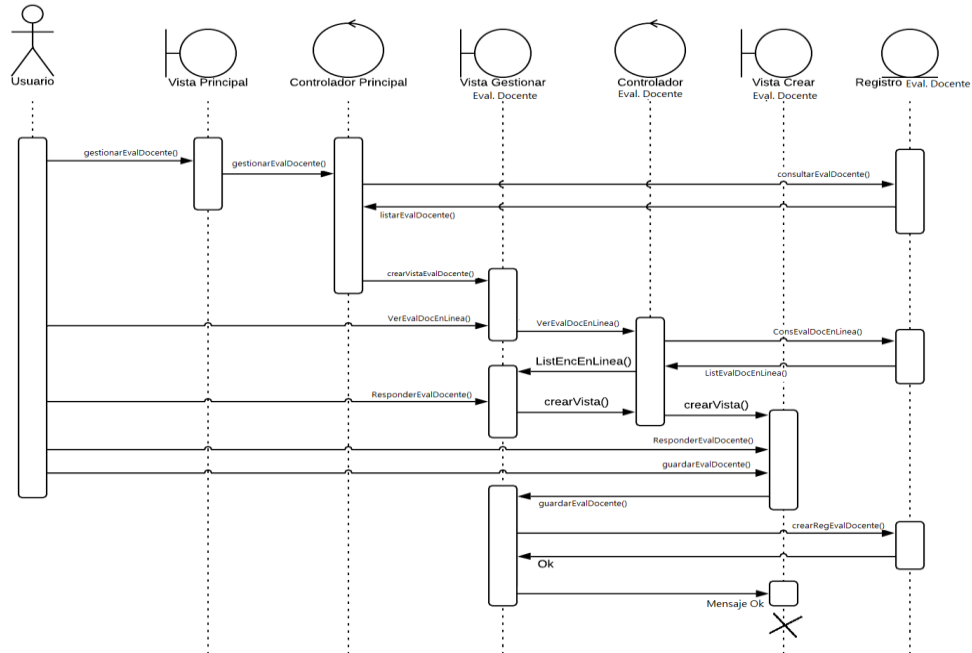 Usuario
Vista Principal
Controlador Principal
Vista Gestionar
Eval. Docente
Controlador
Eval. Docente
Vista Crear
Eval. Docente
Registro Eval. Docente
gestionarEvalDocente()
gestionarEvalDocente()
consultarEvalDocente()
listarEvalDocente()
crearVistaEvalDocente()
VerEvalDocEnLinea()
VerEvalDocEnLinea()
ConsEvalDocEnLinea()
ListEncEnLinea()
ListEvalDocEnLinea()
ResponderEvalDocente()
crearVista()
crearVista()
ResponderEvalDocente()
guardarEvalDocente()
guardarEvalDocente()
crearRegEvalDocente()
Ok
Mensaje Ok